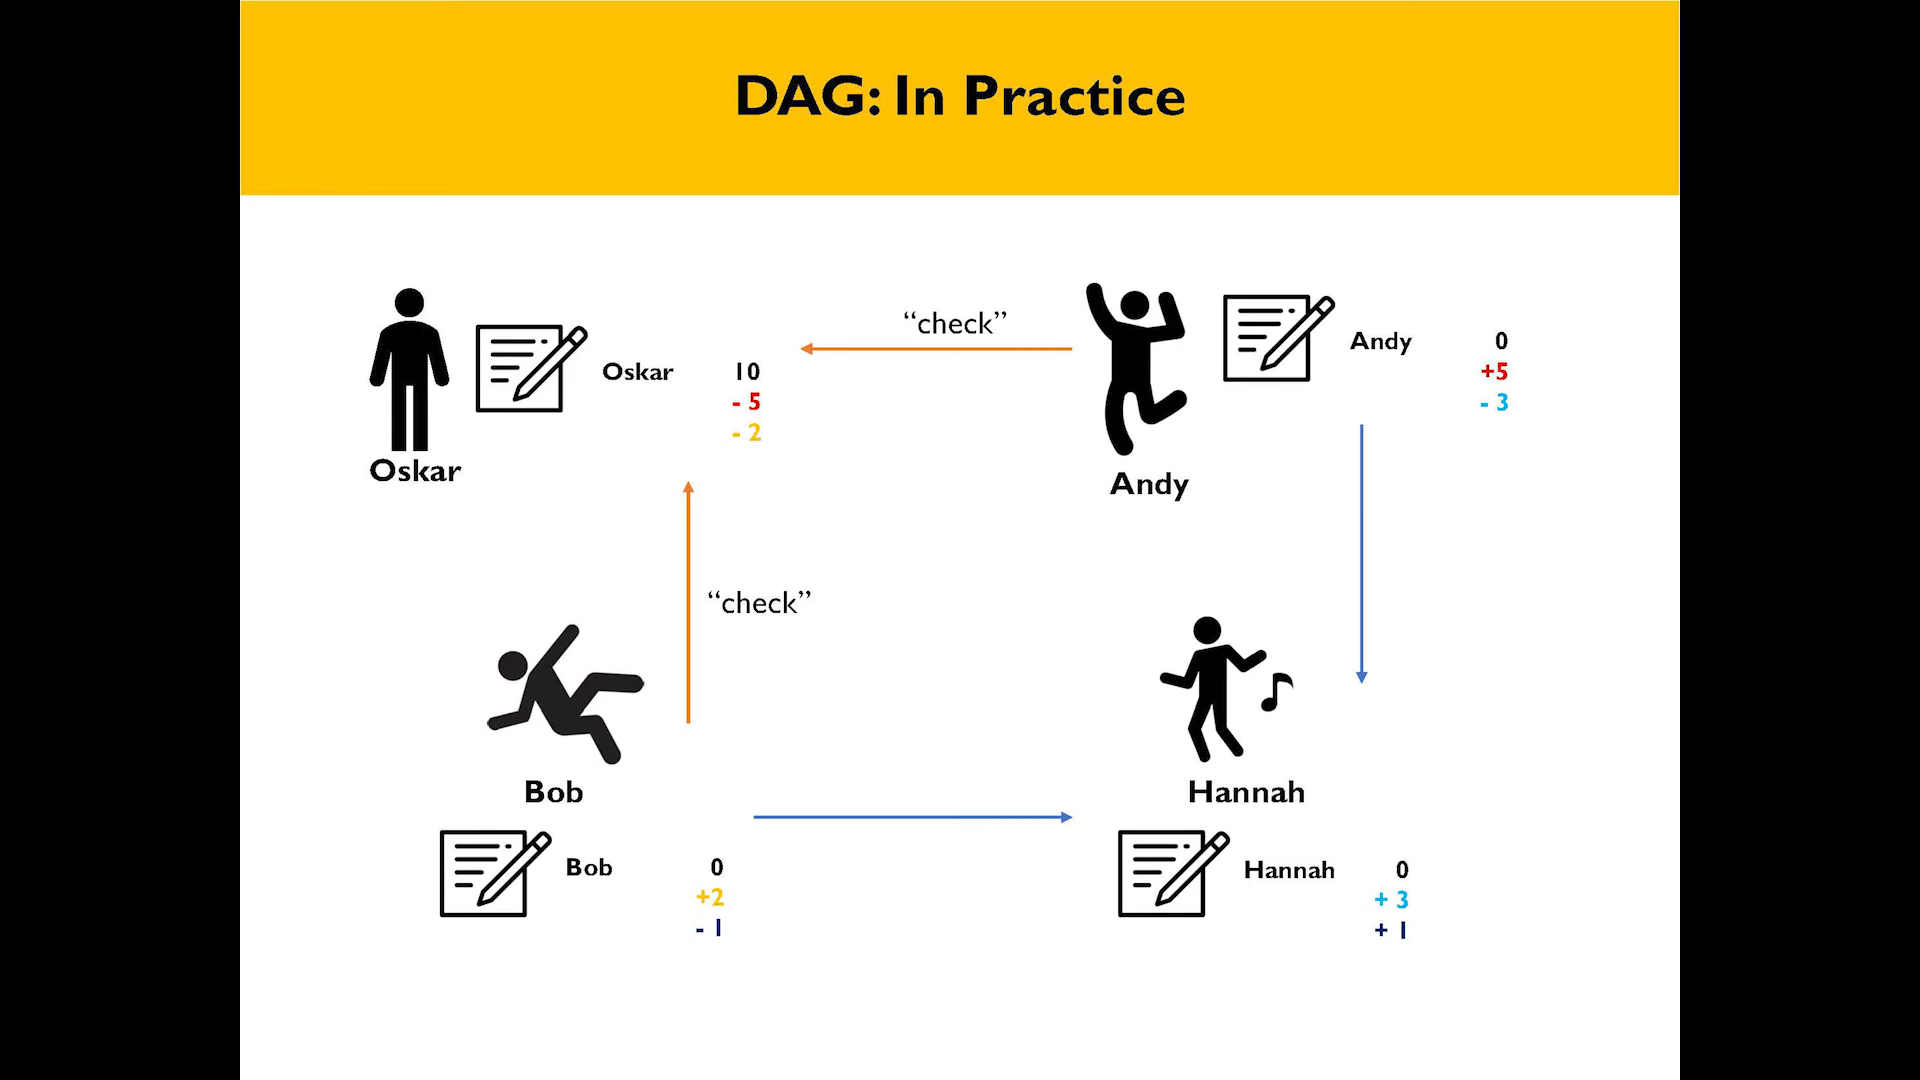 DAG: In Practice
“check”
Oskar 10
- 5
- 2
Oskar
Andy 0
+5
- 3
Andy
“check”
Bob
Bob 0
+2
- 1
Hannah
Hannah 0
+ 3
+ 1